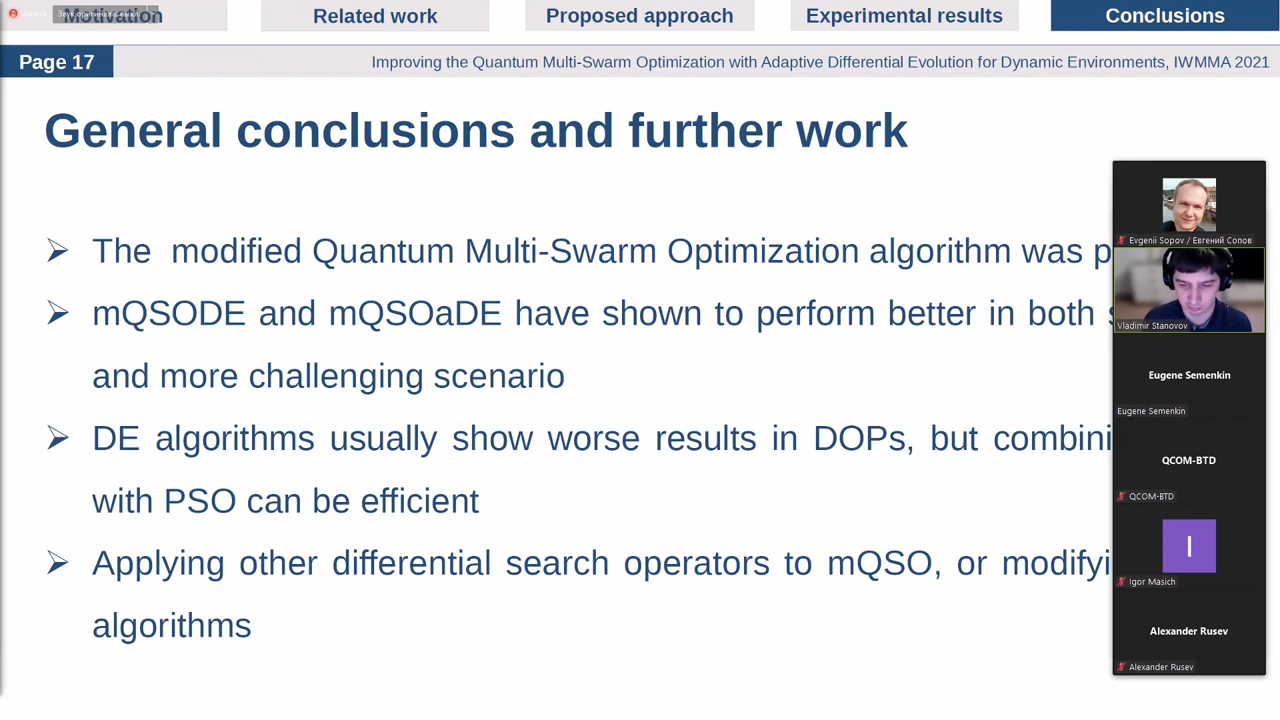 Motivation
Related work
Proposed approach
Experimental results
Conclusions
Page 17
Improving the Quantum Multi-Swarm Optimization with Adaptive Differential Evolution for Dynamic Environments, IWMMA 2021
General conclusions and further work
➢ The modified Quantum Multi-Swarm Optimization algorithm was p
➢ mQSODE and mQSOaDE have shown to perform better in both s
and more challenging scenario
➢ DE algorithms usually show worse results in DOPs, but combini
with PSO can be efficient
➢ Applying other differential search operators to mQSO, or modifyi
algorithms
Evgenii Sopov / Евгений Сопов
Vladimir Stanovov
Eugene Semenkin
Eugene Semenkin
QCOM-BTD
QCOM-BTD
I
Igor Masich
Alexander Rusev
Alexander Rusev